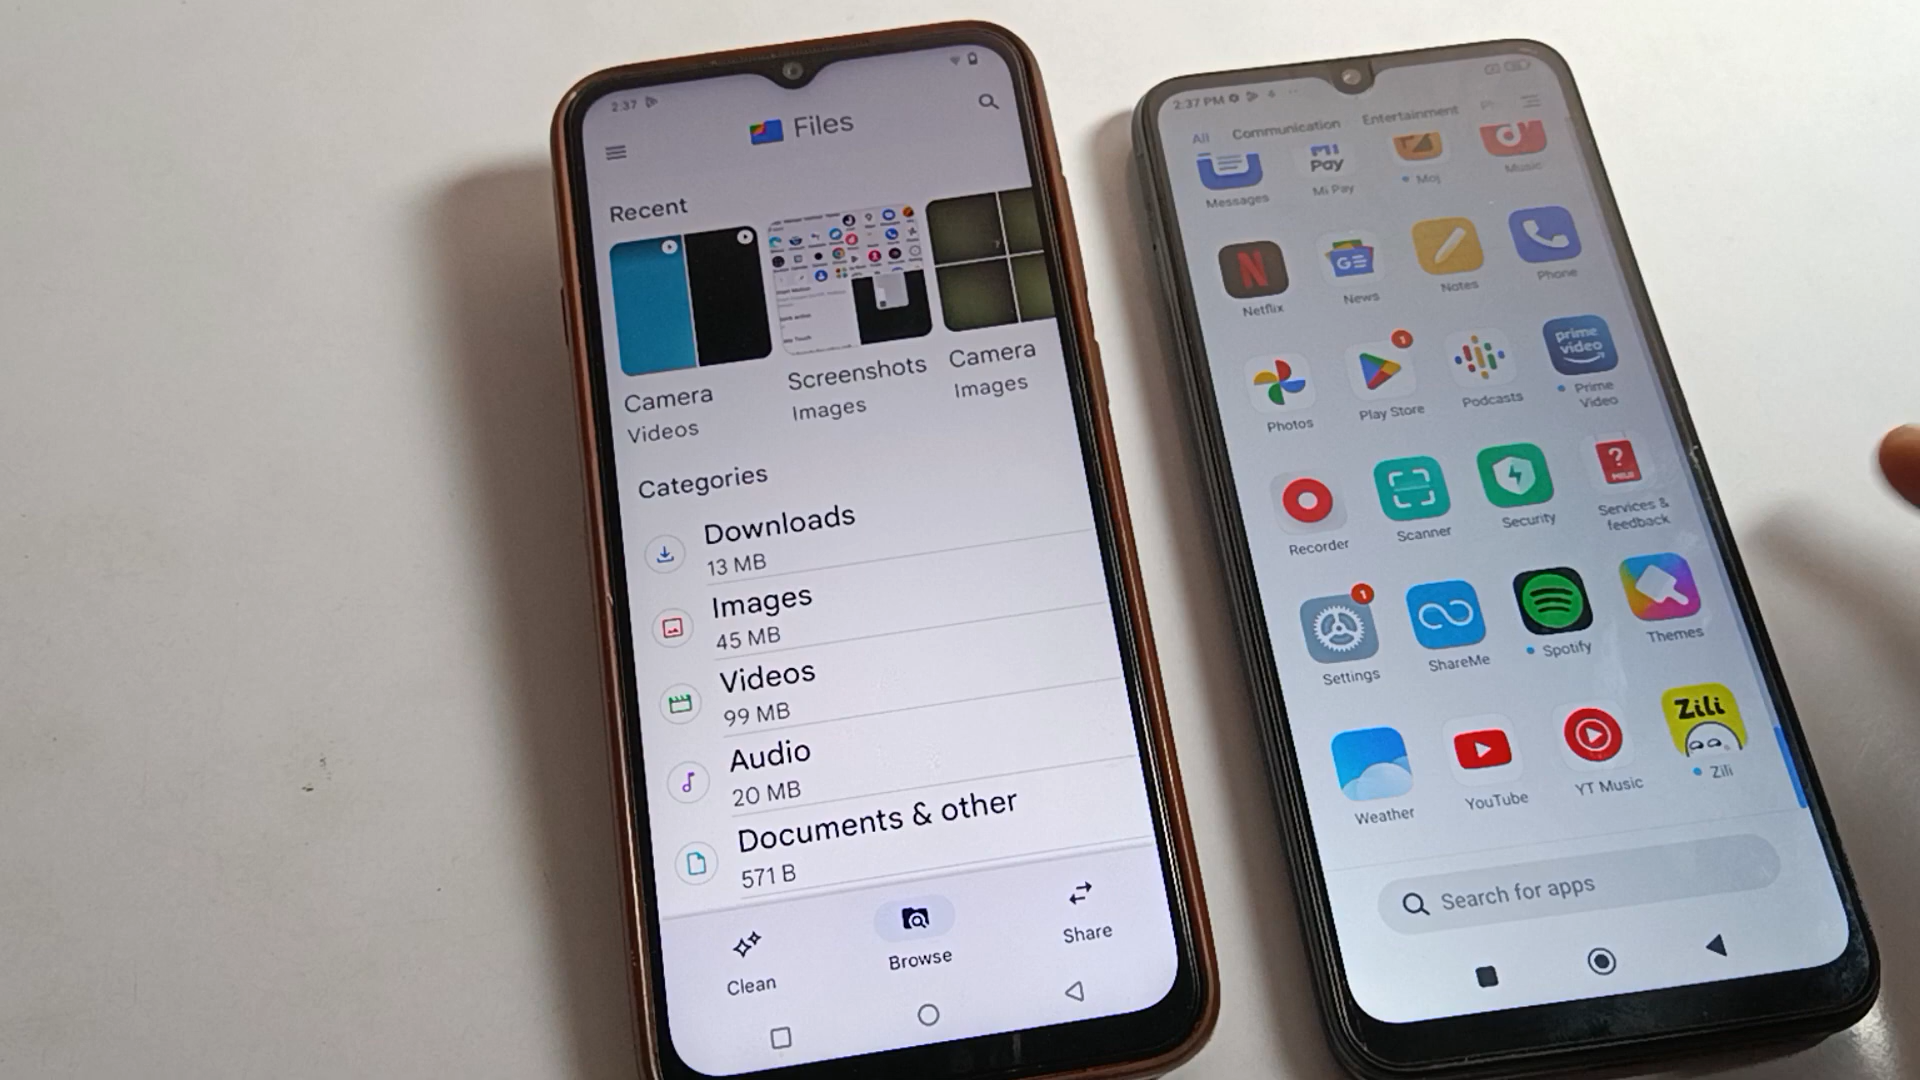 2:37
Files
Recent
Camera
Videos
Screenshots
Images
Camera
Images
Categories
Downloads
13 MB
Images
45 MB
Videos
99 MB
Audio
20 MB
Documents & other
571 B
Clean
Browse
Share
2:37 PM
All Communication Entertainment
Pay
Messages Mi Pay Moj Music
N GE
Netflix News Notes Phone
1
prime
video
Photos Play Store Podcasts Prime
Video
?
Recorder Scanner Security Services &
feedback
1
Settings ShareMe Spotify Themes
Zili
Weather YouTube YT Music Zili
Search for apps